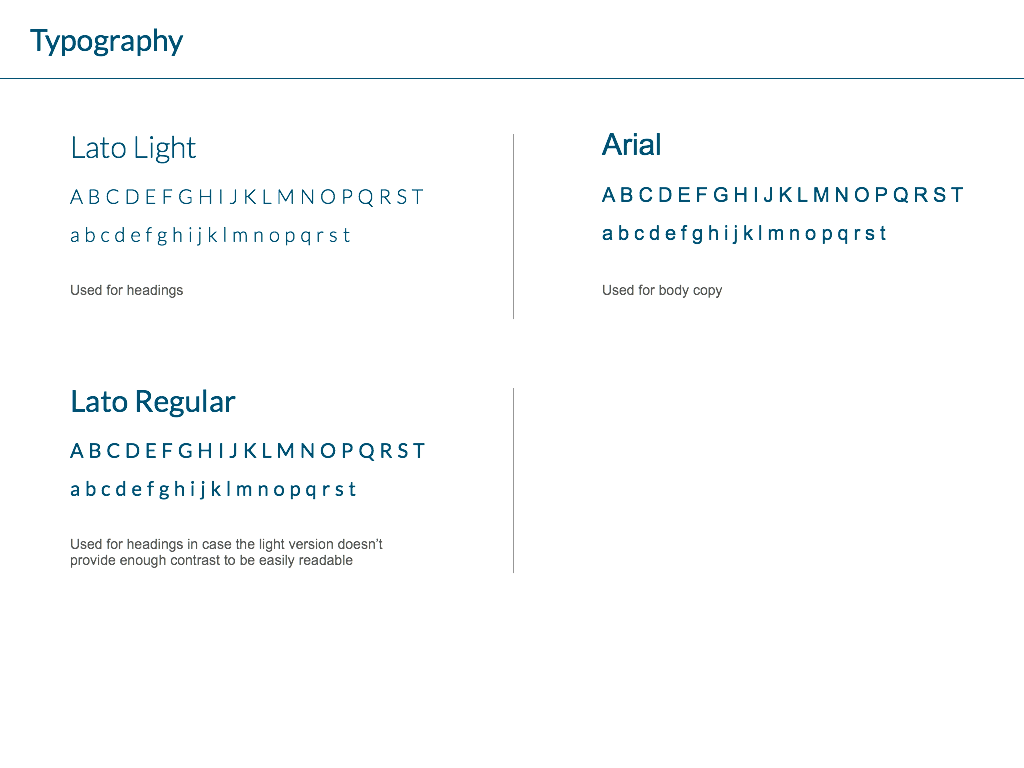 Typography
Lato Light
A B C D E F G H I J K L M N O P Q R S T
a b c d e f g h i j k l m n o p q r s t
Used for headings
Arial
A B C D E F G H I J K L M N O P Q R S T
a b c d e f g h i j k l m n o p q r s t
Used for body copy
Lato Regular
A B C D E F G H I J K L M N O P Q R S T
a b c d e f g h i j k l m n o p q r s t
Used for headings in case the light version doesn’t
provide enough contrast to be easily readable